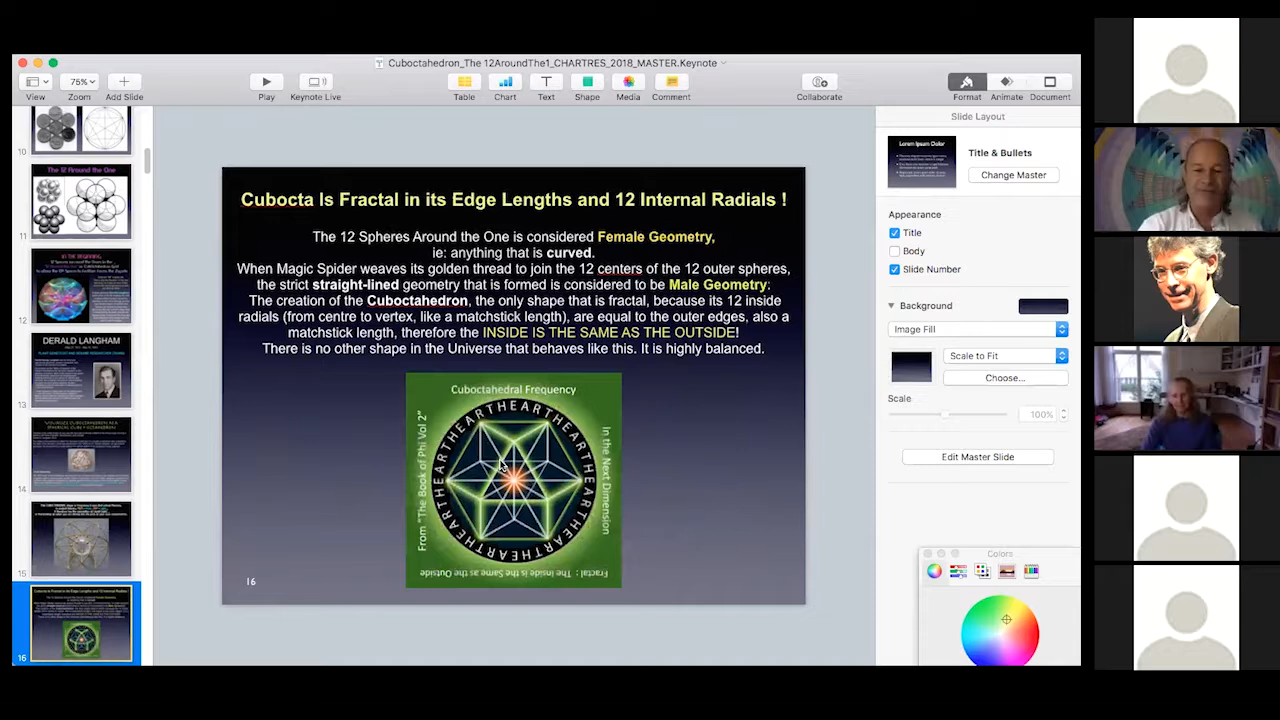 Cuboctahedron_The 12AroundThe1_CHARTRES_2018_MASTER.Keynote
75%
View Zoom Add Slide Play Keynote Live Table Chart Text Shape Media Comment Collaborate Format Animate Document
10
The 12 Around the One
11
IN THE BEGINNING,
12
DERALD LANGHAM
13
14
15
16
Cubocta Is Fractal in its Edge Lengths and 12 Internal Radials !
The 12 Spheres Around the One is considered Female Geometry,
ie: anything that is curved.
When Magic Spider weaves its golden thread to join the 12 centers of the 12 outer spheres,
the strict straight-lined geometry that is formed is considered to be Male Geometry:
The creation of the Cuboctahedron, the only shape that is fractal, because its 12 inside
radials (from centre to vertex, like a matchstick length), are equal to the outer edges, also a
matchstick length, therefore the INSIDE IS THE SAME AS THE OUTSIDE!
There is no other shape in the Universe that behaves like this. It is highly balanced.
Cuboctahedral Frequency
From "The Book of Phi Vol 2"
HEARTHEARTHEARTHEARTHEARTHEARTHEARTHEARTH
In the Next Dimension
Fractal : The Inside is the Same as the Outside
16
Slide Layout
Lorem Ipsum Dolor
Title & Bullets
Change Master
Appearance
Title
Body
Slide Number
Background
Image Fill
Scale to Fit
Choose...
Scale
100%
Edit Master Slide
Colors